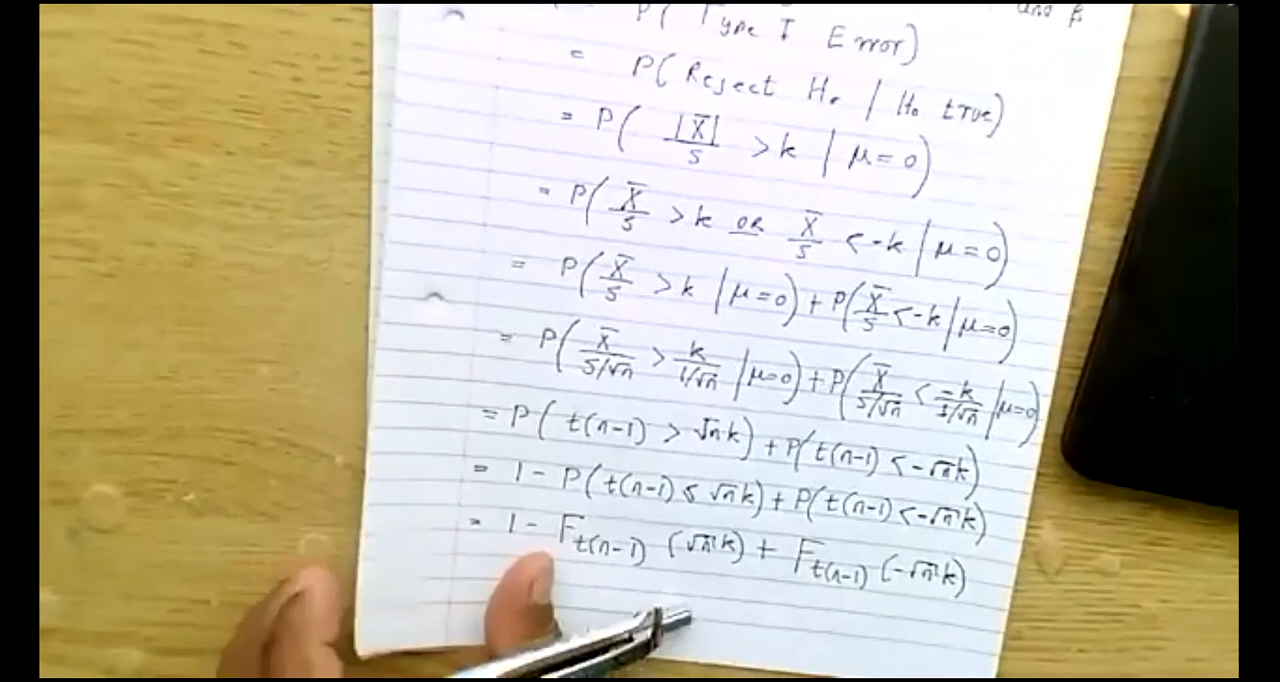 and β
P( Type I Error)
= P( Reject H₀ / H₀ true)
= P( |X̄|/S > k | μ = 0)
= P( X̄/S > k OR X̄/S < -k | μ = 0)
= P( X̄/S > k | μ = 0) + P( X̄/S < -k | μ = 0)
= P( X̄/(S/√n) > k/(1/√n) | μ = 0) + P( X̄/(S/√n) < -k/(1/√n) | μ = 0)
= P( t(n-1) > √n k) + P( t(n-1) < -√n k)
= 1 - P( t(n-1) ≤ √n k) + P( t(n-1) < -√n k)
= 1 - F_t(n-1) (√n k) + F_t(n-1) (-√n k)